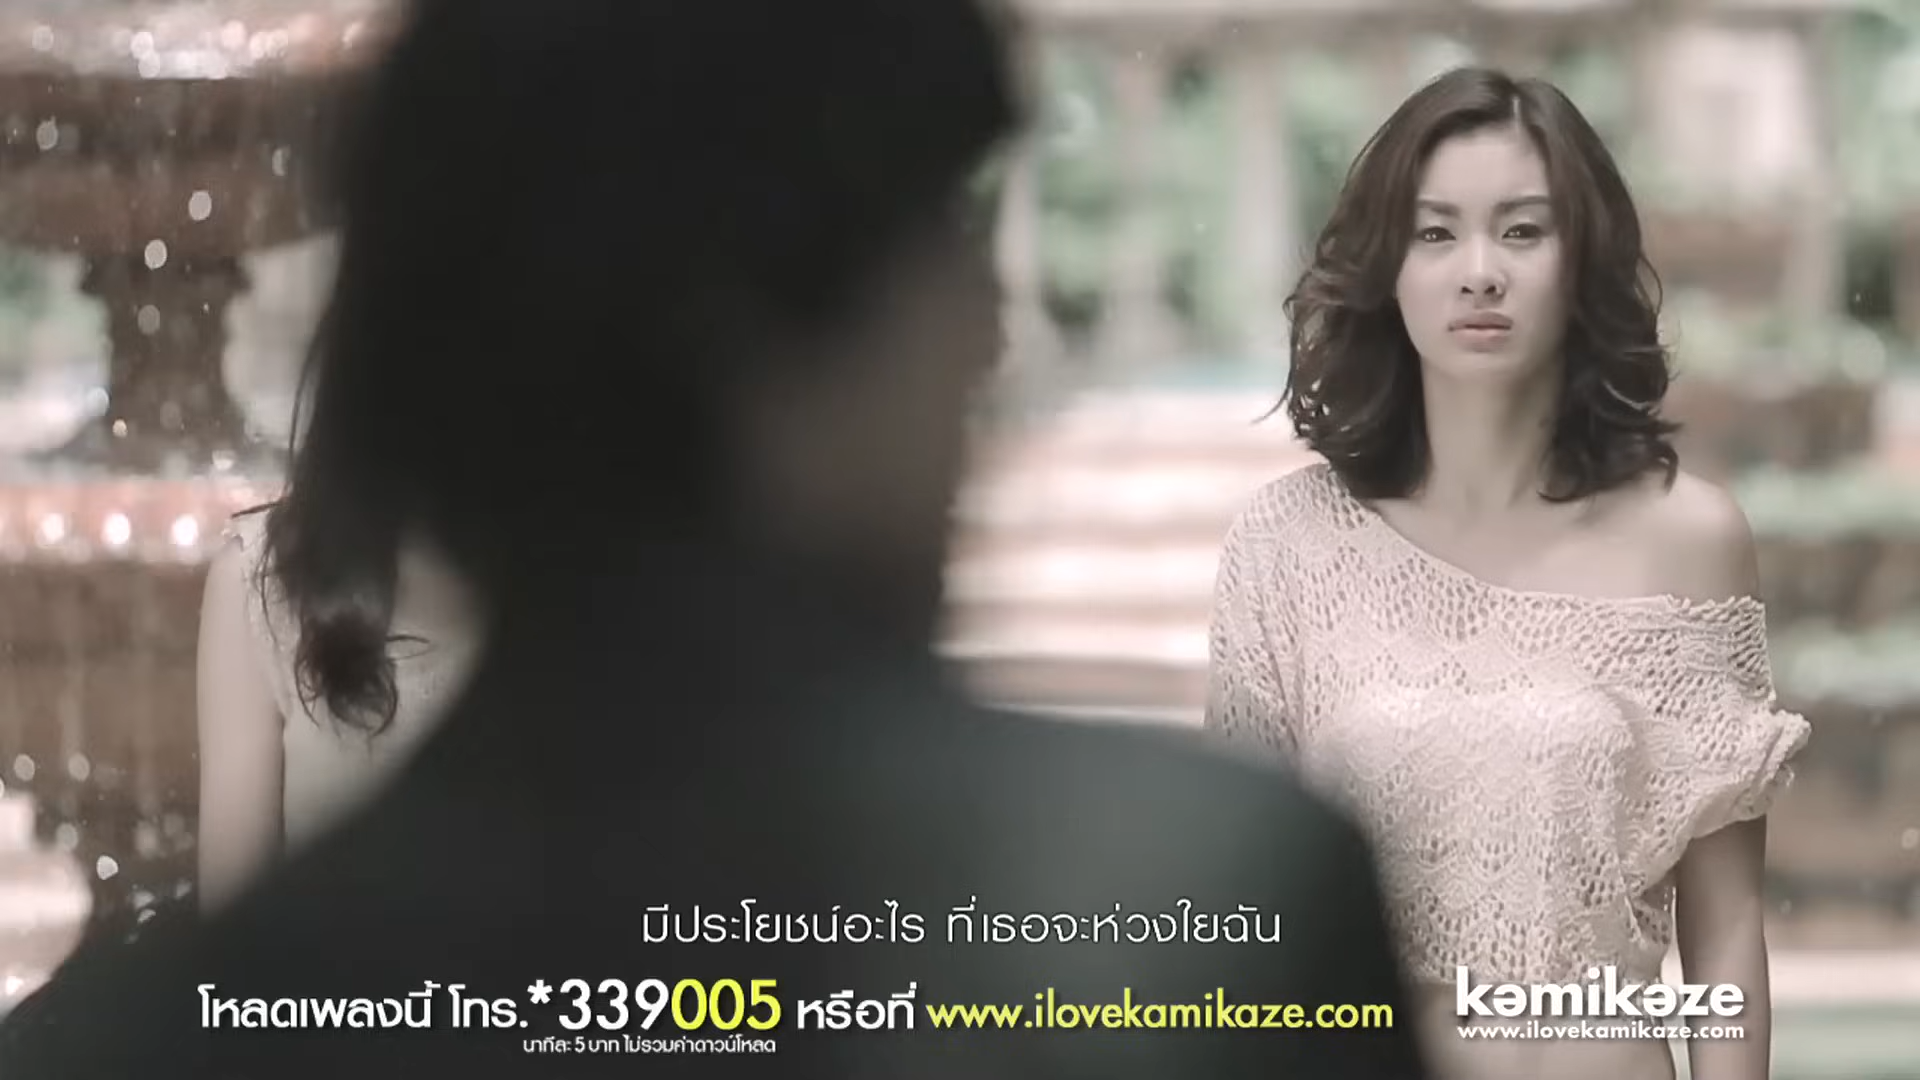 มีประโยชน์อะไร ที่เธอจะห่วงใยฉัน
โหลดเพลงนี้ โทร.*339005 หรือที่ www.ilovekamikaze.com
นาทีละ 5 บาท ไม่รวมค่าดาวน์โหลด
kamikaze
www.ilovekamikaze.com